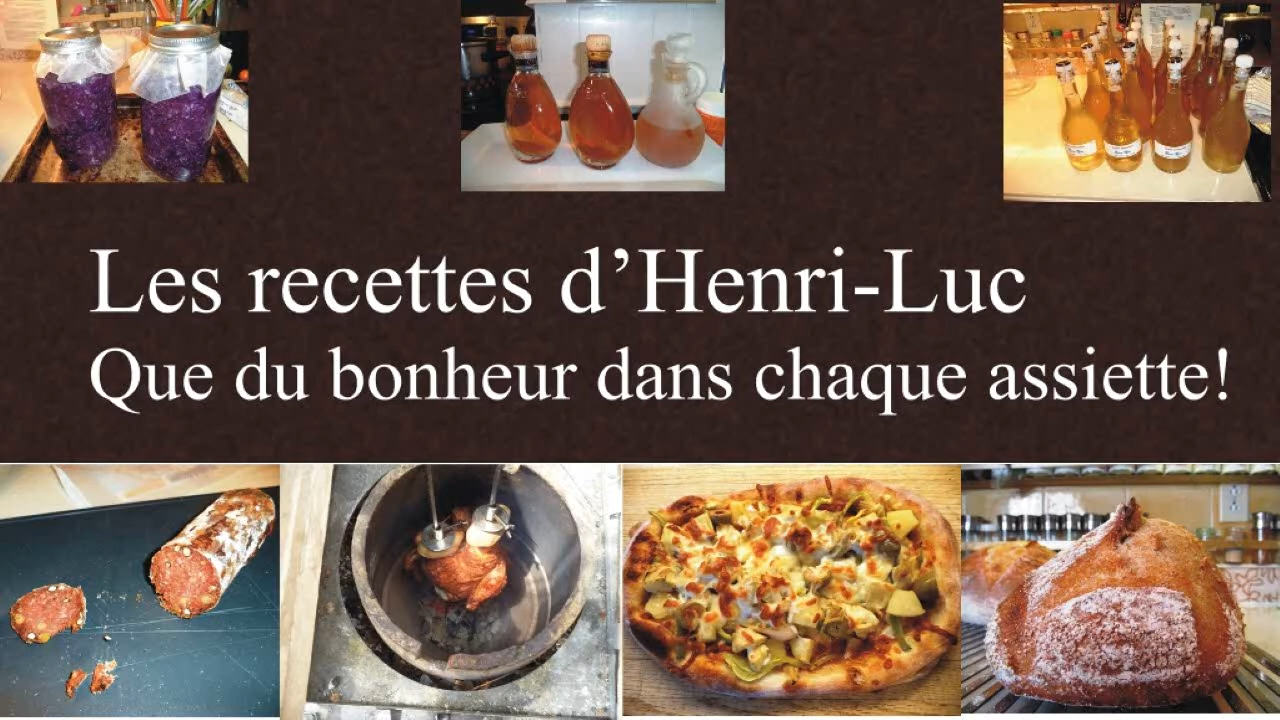 Les recettes d’Henri-Luc
Que du bonheur dans chaque assiette!